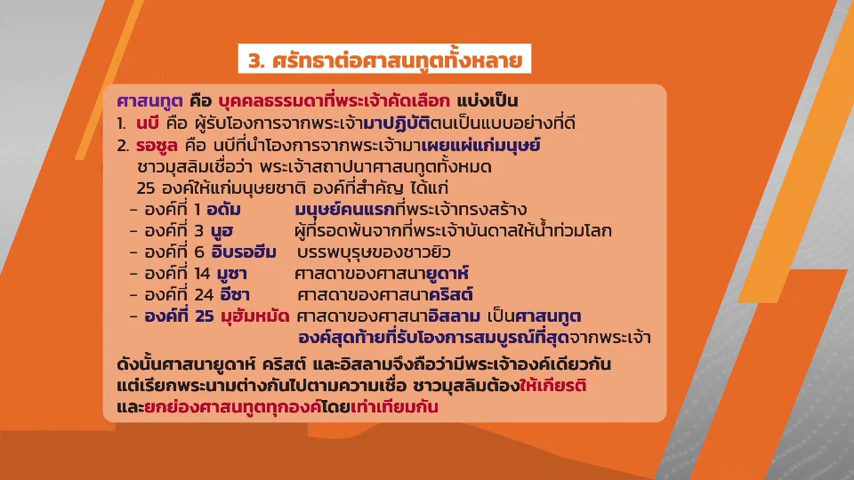 3. ศรัทธาต่อศาสนทูตทั้งหลาย
ศาสนทูต คือ บุคคลธรรมดาที่พระเจ้าคัดเลือก แบ่งเป็น
1. นบี คือ ผู้รับโองการจากพระเจ้ามาปฏิบัติตนเป็นแบบอย่างที่ดี
2. รอซูล คือ นบีที่นำโองการจากพระเจ้ามาเผยแผ่แก่มนุษย์
ชาวมุสลิมเชื่อว่า พระเจ้าสถาปนาศาสนทูตทั้งหมด
25 องค์ให้แก่มนุษยชาติ องค์ที่สำคัญ ได้แก่
- องค์ที่ 1 อดัม มนุษย์คนแรกที่พระเจ้าทรงสร้าง
- องค์ที่ 3 นูฮ ผู้ที่รอดพ้นจากที่พระเจ้าบันดาลให้น้ำท่วมโลก
- องค์ที่ 6 อิบรอฮีม บรรพบุรุษของชาวยิว
- องค์ที่ 14 มูซา ศาสดาของศาสนายูดาห์
- องค์ที่ 24 อีซา ศาสดาของศาสนาคริสต์
- องค์ที่ 25 มุฮัมหมัด ศาสดาของศาสนาอิสลาม เป็นศาสนทูต
องค์สุดท้ายที่รับโองการสมบูรณ์ที่สุดจากพระเจ้า
ดังนั้นศาสนายูดาห์ คริสต์ และอิสลามจึงถือว่ามีพระเจ้าองค์เดียวกัน
แต่เรียกพระนามต่างกันไปตามความเชื่อ ชาวมุสลิมต้องให้เกียรติ
และยกย่องศาสนทูตทุกองค์โดยเท่าเทียมกัน